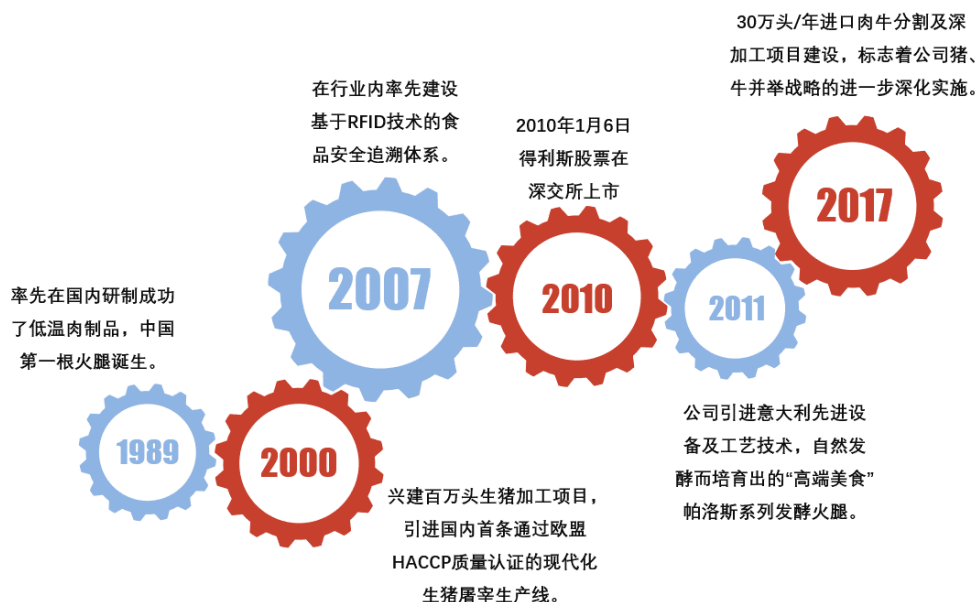 率先在国内研制成功
了低温肉制品，中国
第一根火腿诞生。
1989
2000
兴建百万头生猪加工项目，
引进国内首条通过欧盟
HACCP质量认证的现代化
生猪屠宰生产线。
在行业内率先建设
基于RFID技术的食
品安全追溯体系。
2007
2010年1月6日
得利斯股票在
深交所上市
2010
2011
公司引进意大利先进设
备及工艺技术，自然发
酵而培育出的“高端美食”
帕洛斯系列发酵火腿。
30万头/年进口肉牛分割及深
加工项目建设，标志着公司猪、
牛并举战略的进一步深化实施。
2017